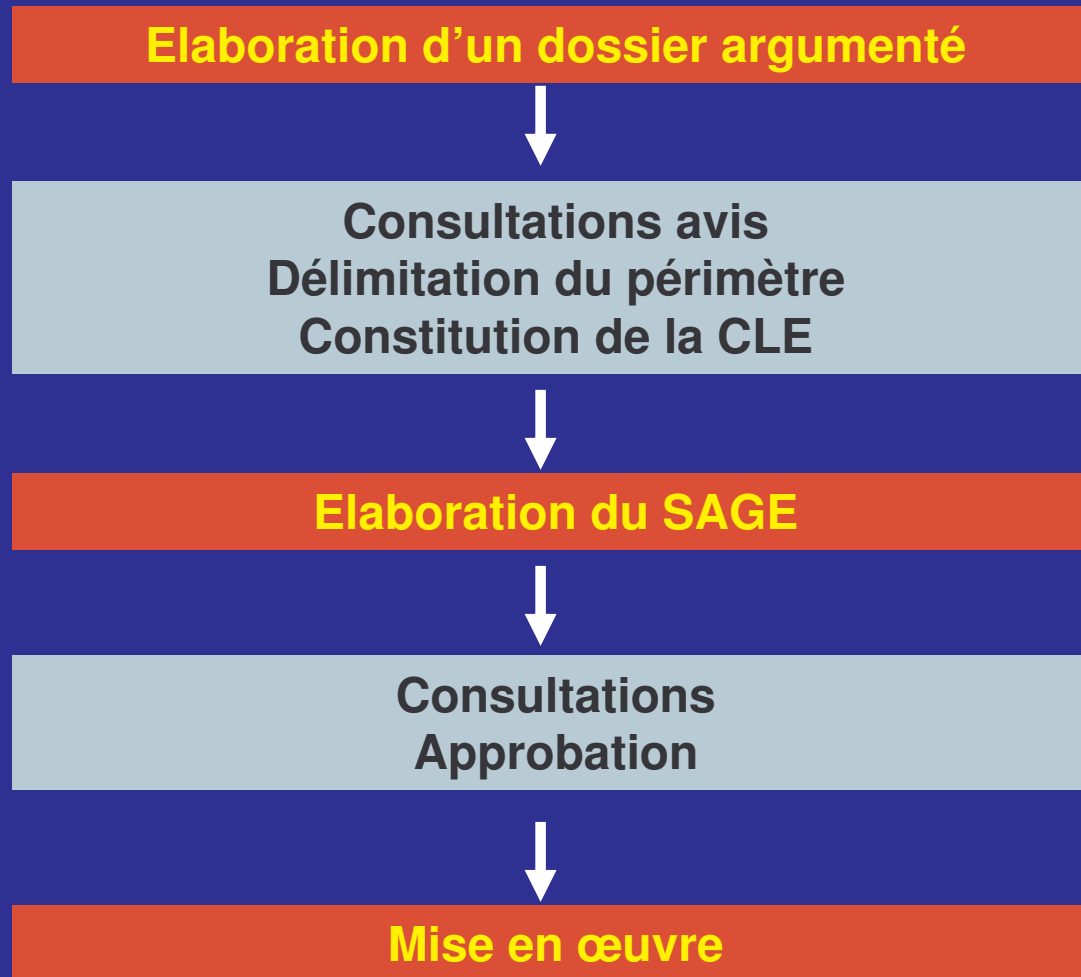 Elaboration d’un dossier argumenté
Consultations avis
Délimitation du périmètre
Constitution de la CLE
Elaboration du SAGE
Consultations
Approbation
Mise en œuvre